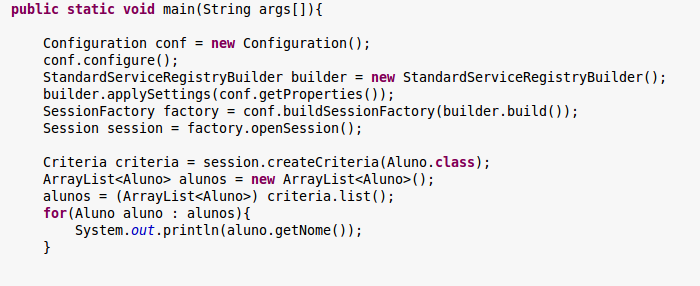 public static void main(String args[]){
Configuration conf = new Configuration();
conf.configure();
StandardServiceRegistryBuilder builder = new StandardServiceRegistryBuilder();
builder.applySettings(conf.getProperties());
SessionFactory factory = conf.buildSessionFactory(builder.build());
Session session = factory.openSession();
Criteria criteria = session.createCriteria(Aluno.class);
ArrayList<Aluno> alunos = new ArrayList<Aluno>();
alunos = (ArrayList<Aluno>) criteria.list();
for(Aluno aluno : alunos){
System.out.println(aluno.getNome());
}